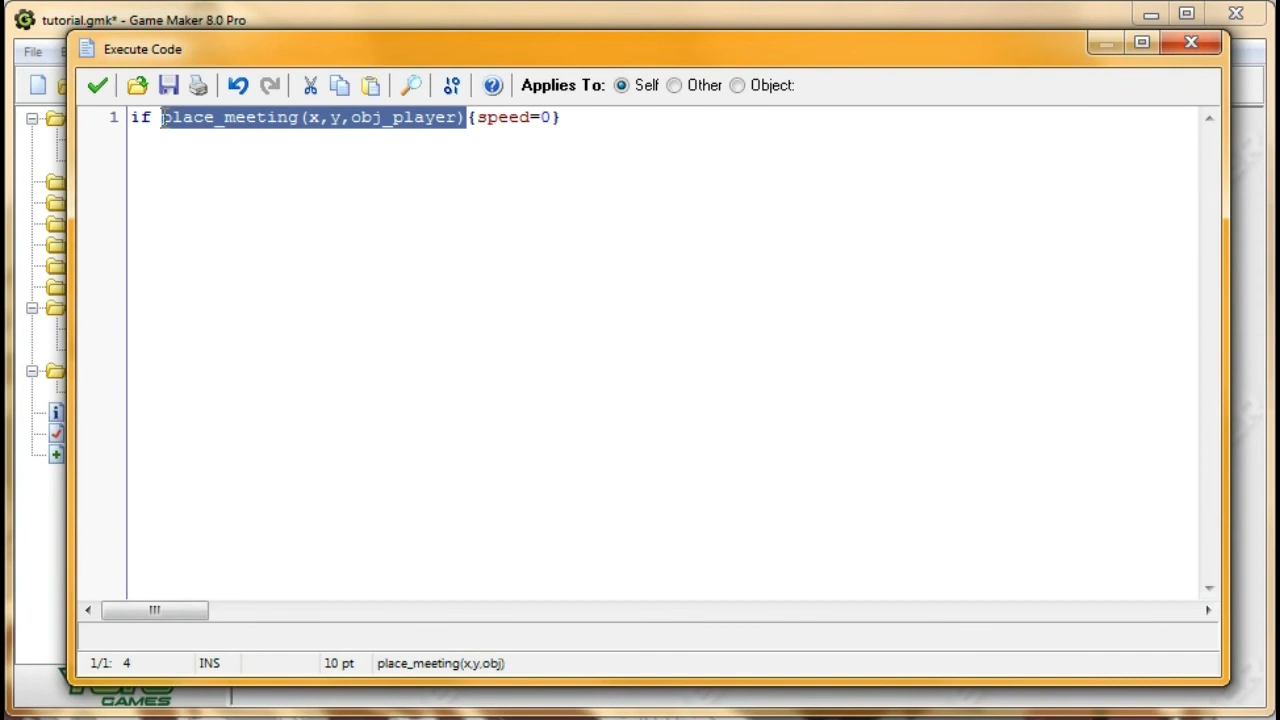 tutorial.gmk* - Game Maker 8.0 Pro
File
Execute Code
Applies To: Self Other Object:
1 if place_meeting(x,y,obj_player){speed=0}
1/1: 4 INS 10 pt place_meeting(x,y,obj)
GAMES